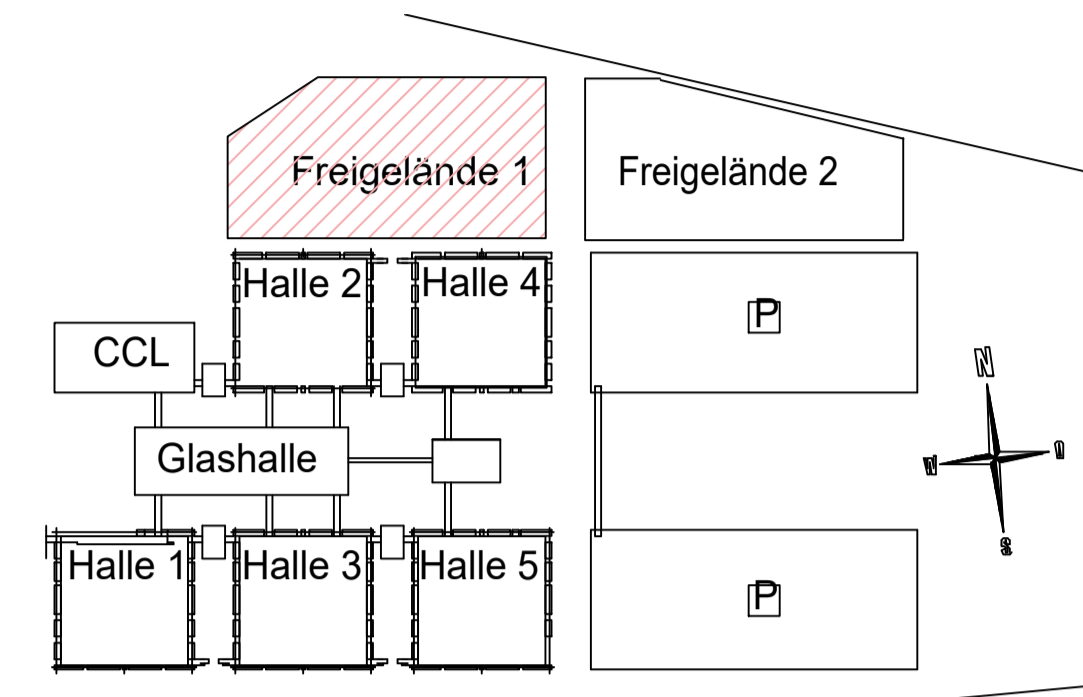 Freigelände 1
Freigelände 2
Halle 2
Halle 4
P
CCL
N
Glashalle
W
O
S
Halle 1
Halle 3
Halle 5
P